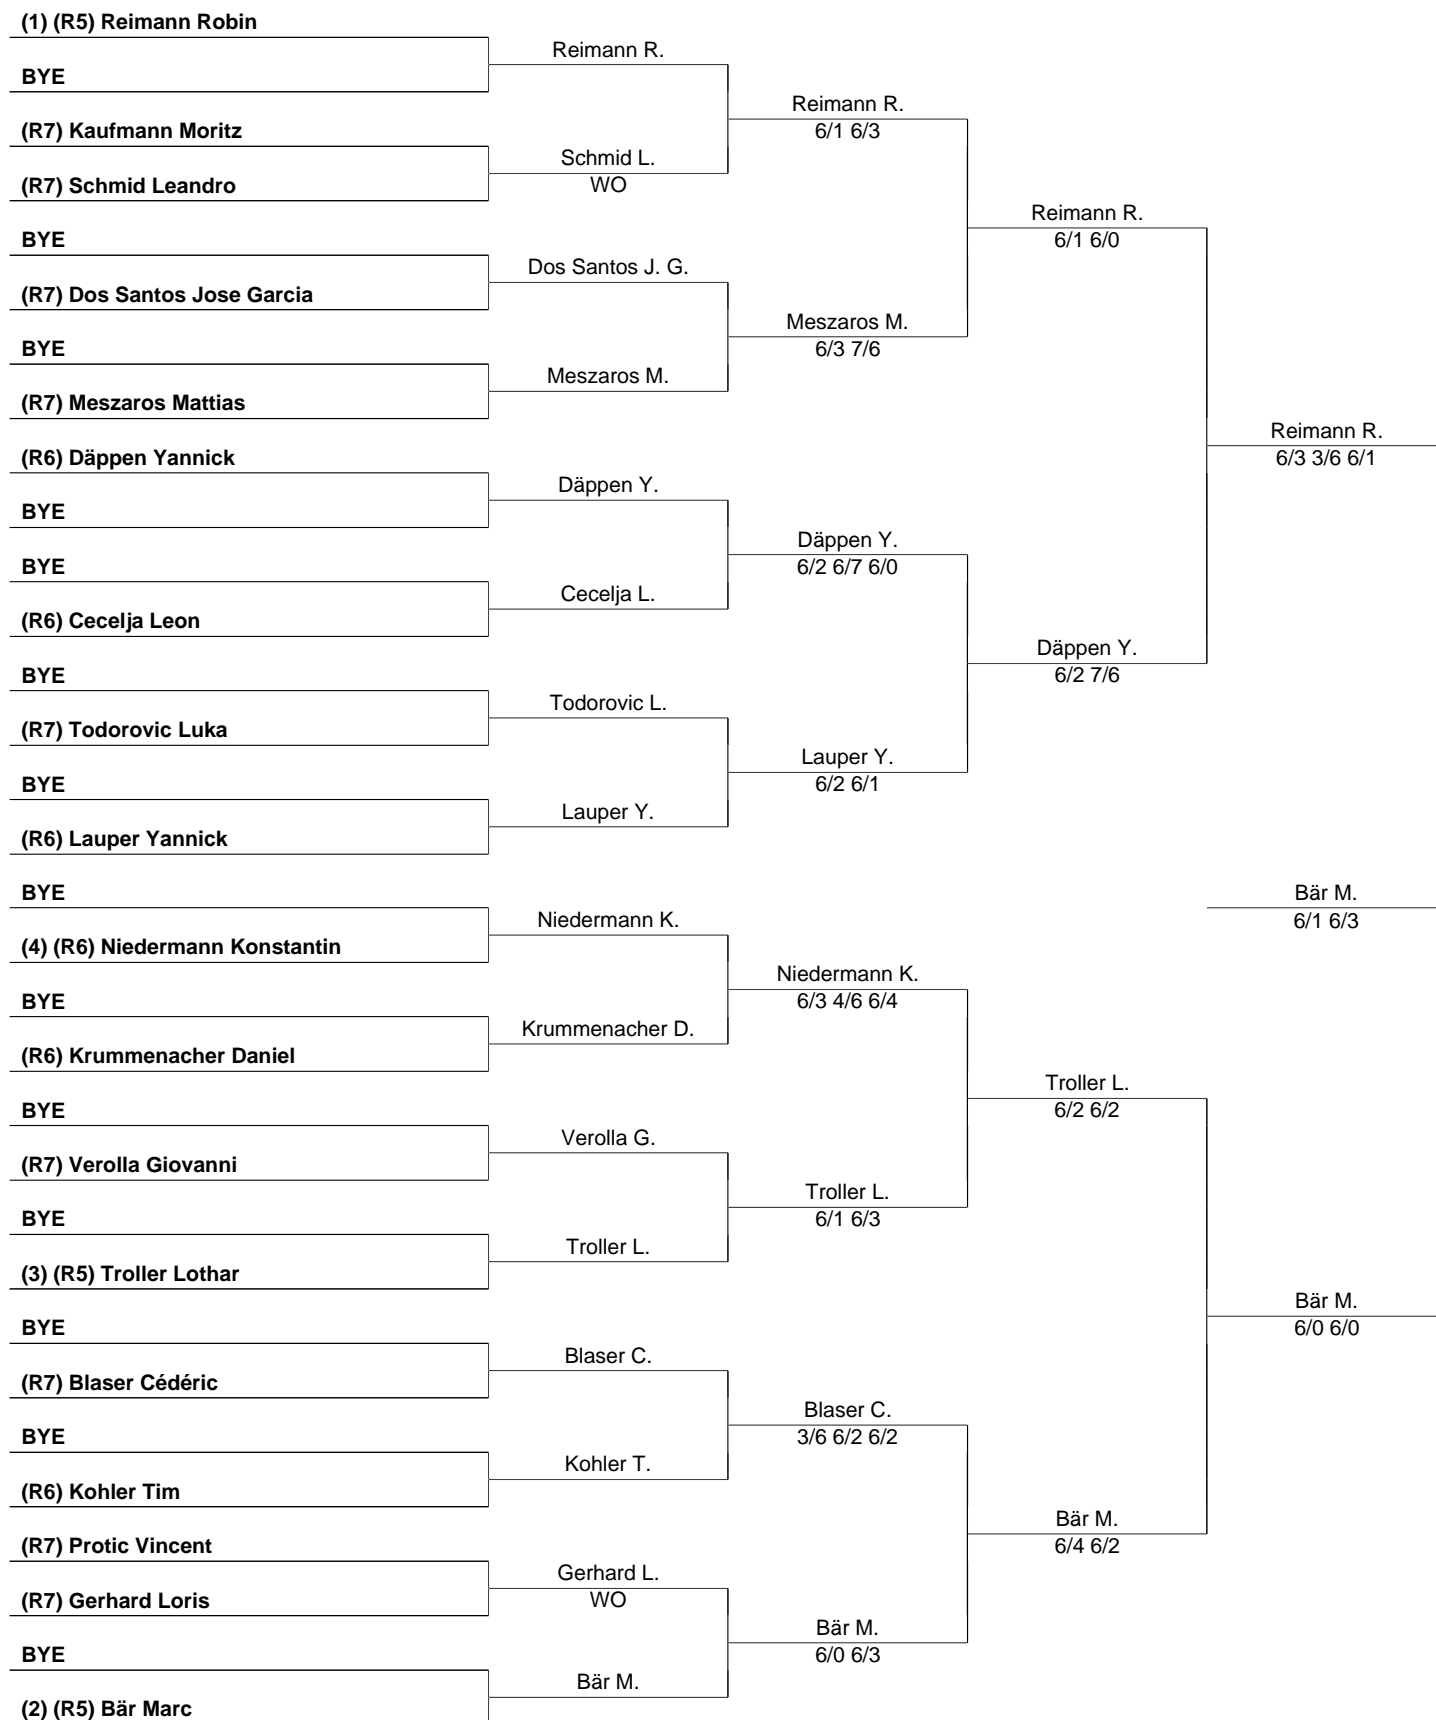 (1) (R5) Reimann Robin
Reimann R.
BYE
Reimann R.
6/1 6/3
(R7) Kaufmann Moritz
Schmid L.
WO
(R7) Schmid Leandro
Reimann R.
6/1 6/0
BYE
Dos Santos J. G.
(R7) Dos Santos Jose Garcia
Meszaros M.
6/3 7/6
BYE
Meszaros M.
(R7) Meszaros Mattias
Reimann R.
6/3 3/6 6/1
(R6) Däppen Yannick
Däppen Y.
BYE
Däppen Y.
6/2 6/7 6/0
BYE
Cecelja L.
(R6) Cecelja Leon
Däppen Y.
6/2 7/6
BYE
Todorovic L.
(R7) Todorovic Luka
Lauper Y.
6/2 6/1
BYE
Lauper Y.
(R6) Lauper Yannick
BYE
Bär M.
6/1 6/3
Niedermann K.
(4) (R6) Niedermann Konstantin
Niedermann K.
6/3 4/6 6/4
BYE
Krummenacher D.
(R6) Krummenacher Daniel
Troller L.
6/2 6/2
BYE
Verolla G.
(R7) Verolla Giovanni
Troller L.
6/1 6/3
BYE
Troller L.
(3) (R5) Troller Lothar
Bär M.
6/0 6/0
BYE
Blaser C.
(R7) Blaser Cédéric
Blaser C.
3/6 6/2 6/2
BYE
Kohler T.
(R6) Kohler Tim
Bär M.
6/4 6/2
(R7) Protic Vincent
Gerhard L.
WO
(R7) Gerhard Loris
Bär M.
6/0 6/3
BYE
Bär M.
(2) (R5) Bär Marc